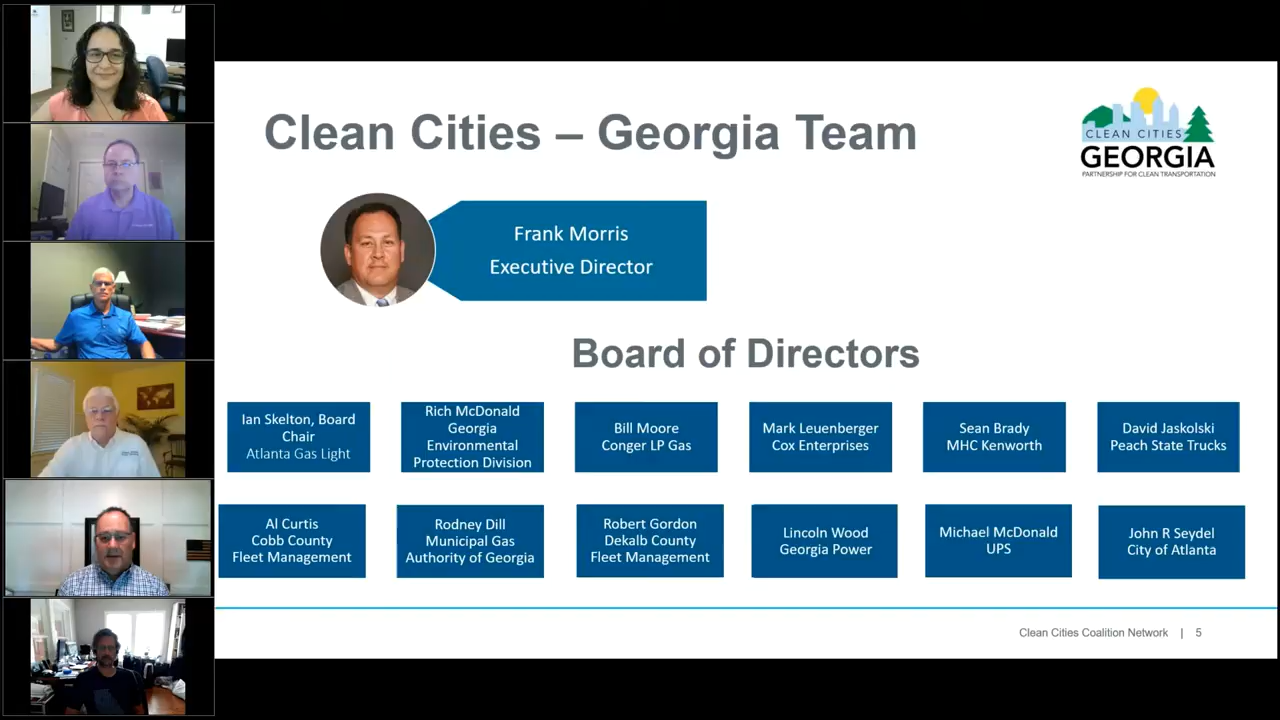 Clean Cities – Georgia Team
CLEAN CITIES
GEORGIA
PARTNERSHIP FOR CLEAN TRANSPORTATION
Frank Morris
Executive Director
Board of Directors
Ian Skelton, Board
Chair
Atlanta Gas Light
Rich McDonald
Georgia
Environmental
Protection Division
Bill Moore
Conger LP Gas
Mark Leuenberger
Cox Enterprises
Sean Brady
MHC Kenworth
David Jaskolski
Peach State Trucks
Al Curtis
Cobb County
Fleet Management
Rodney Dill
Municipal Gas
Authority of Georgia
Robert Gordon
Dekalb County
Fleet Management
Lincoln Wood
Georgia Power
Michael McDonald
UPS
John R Seydel
City of Atlanta
Clean Cities Coalition Network | 5